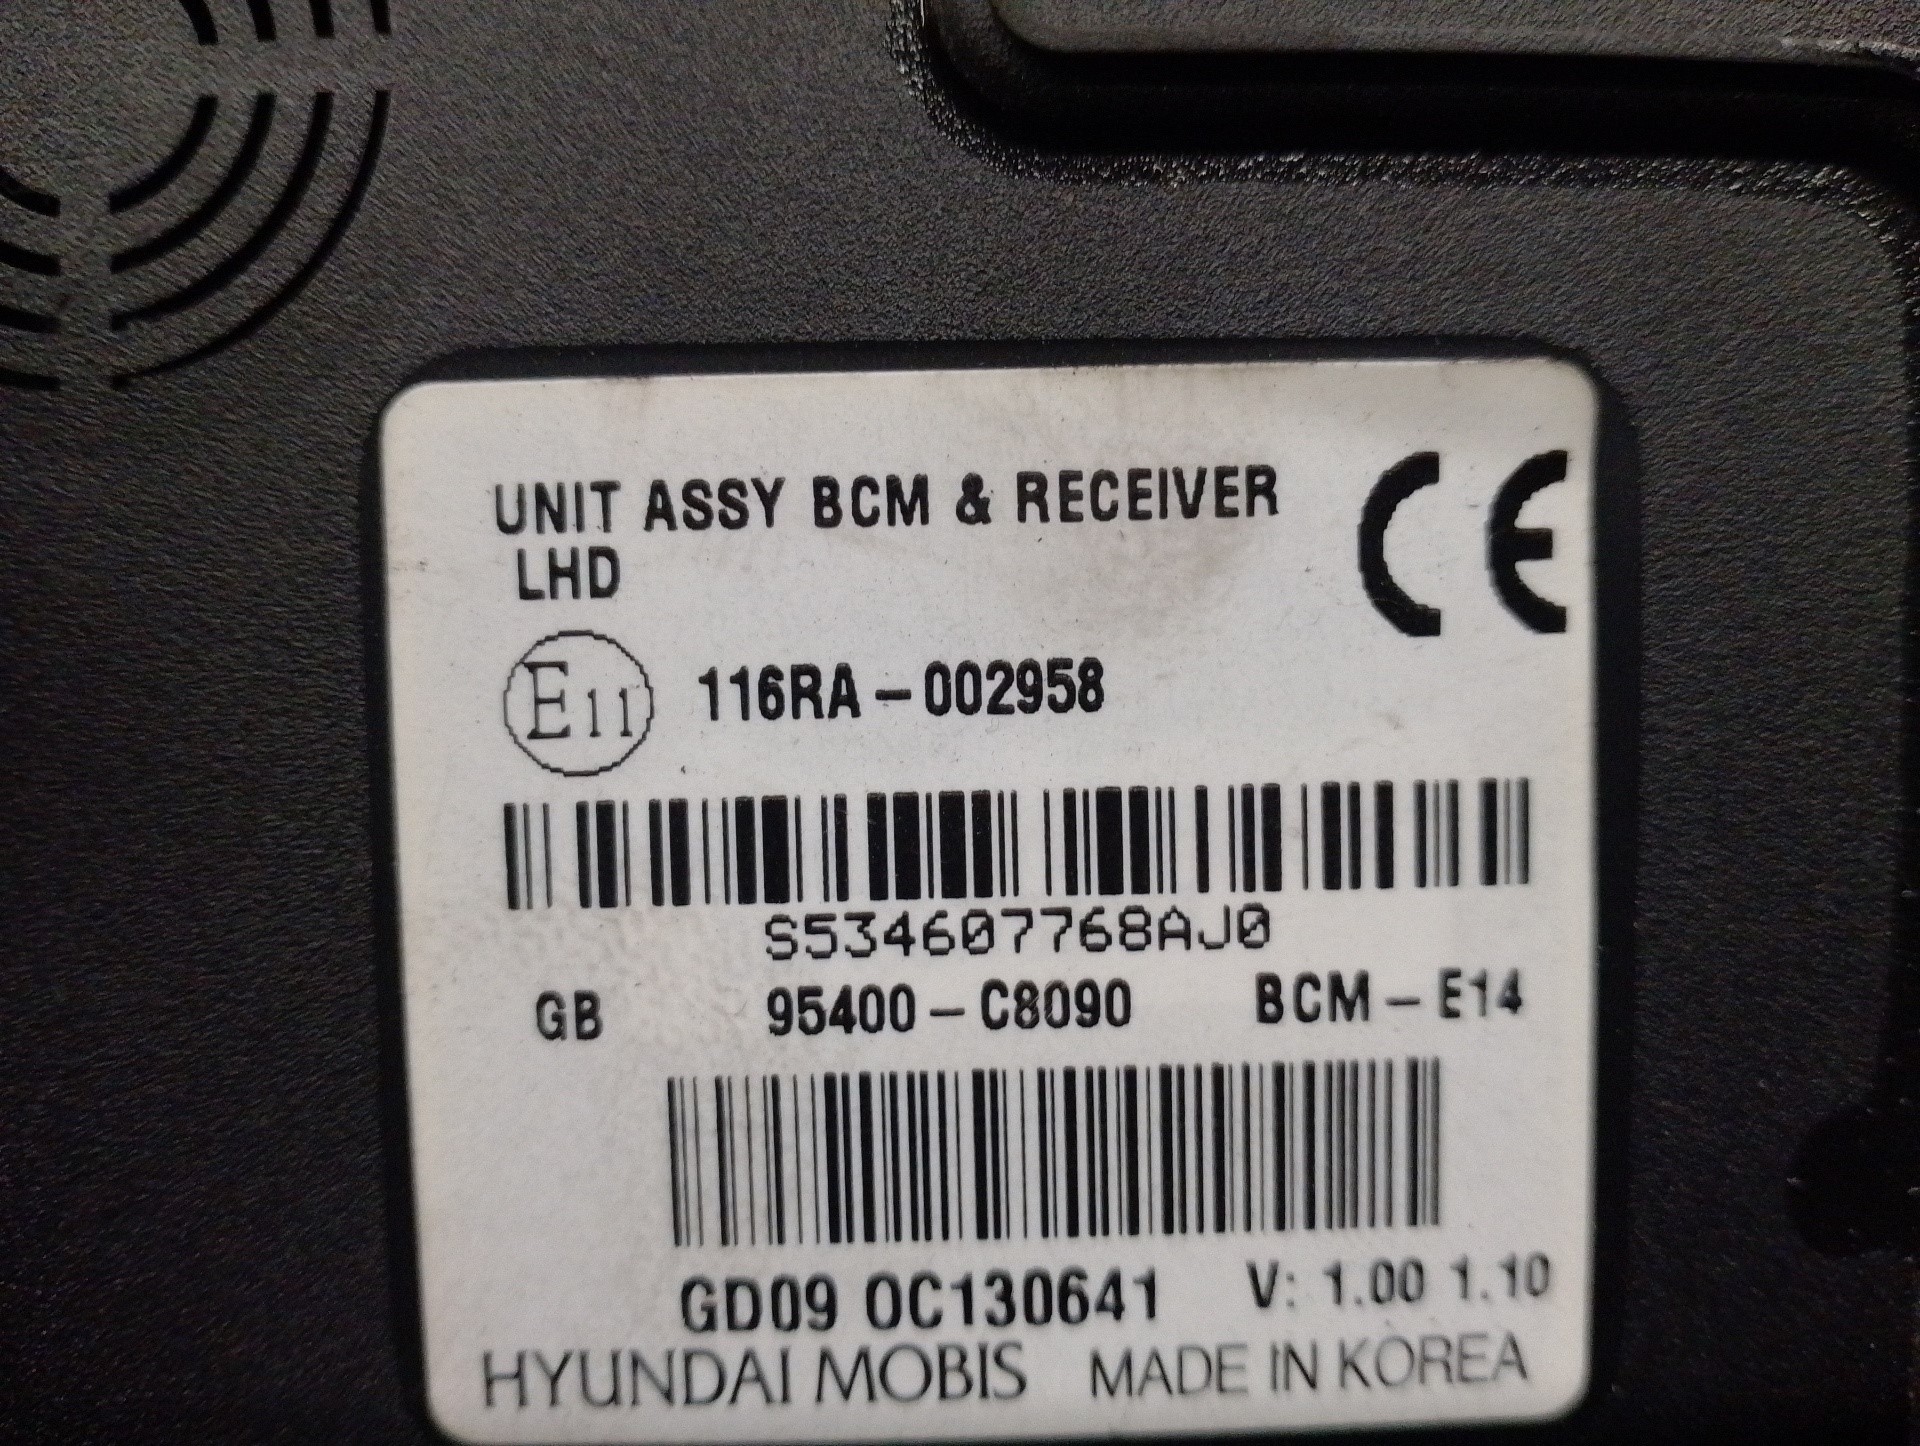 UNIT ASSY BCM & RECEIVER
LHD
CE
E11 116RA-002958
S534607768AJ0
GB 95400-C8090 BCM-E14
GD09 0C130641 V: 1.00 1.10
HYUNDAI MOBIS MADE IN KOREA